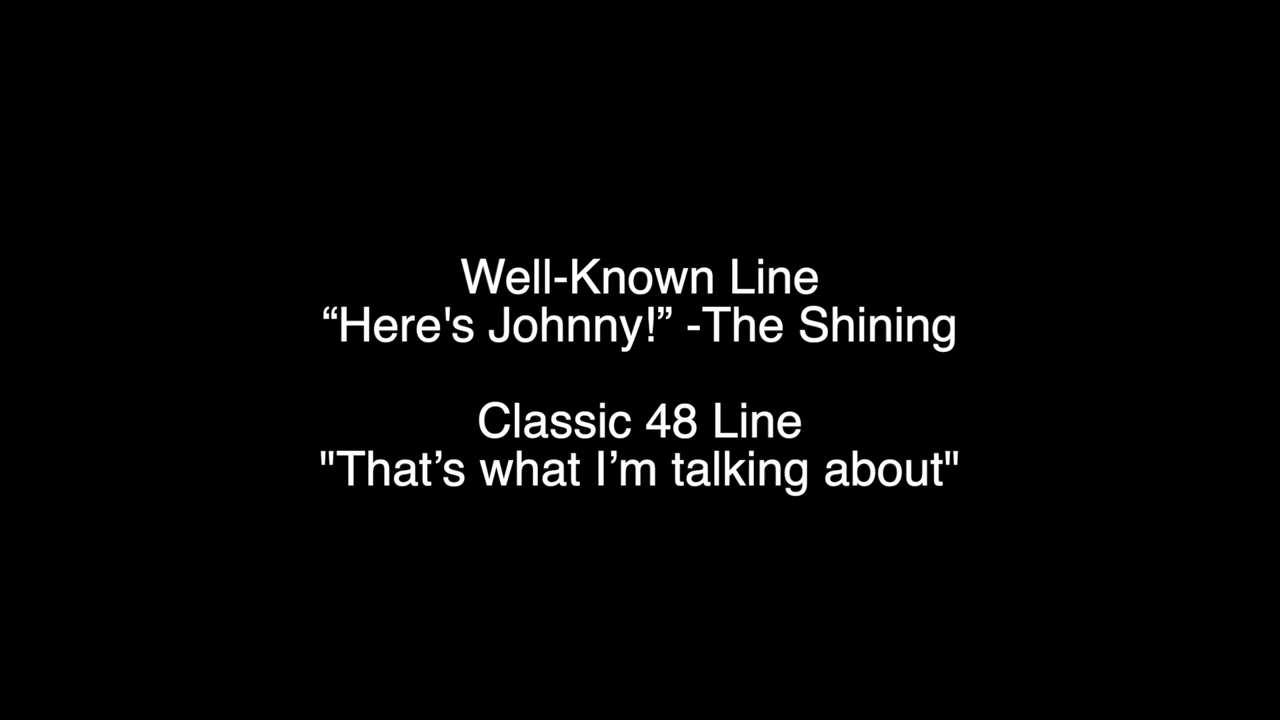 Well-Known Line
“Here's Johnny!” -The Shining
Classic 48 Line
"That’s what I’m talking about"